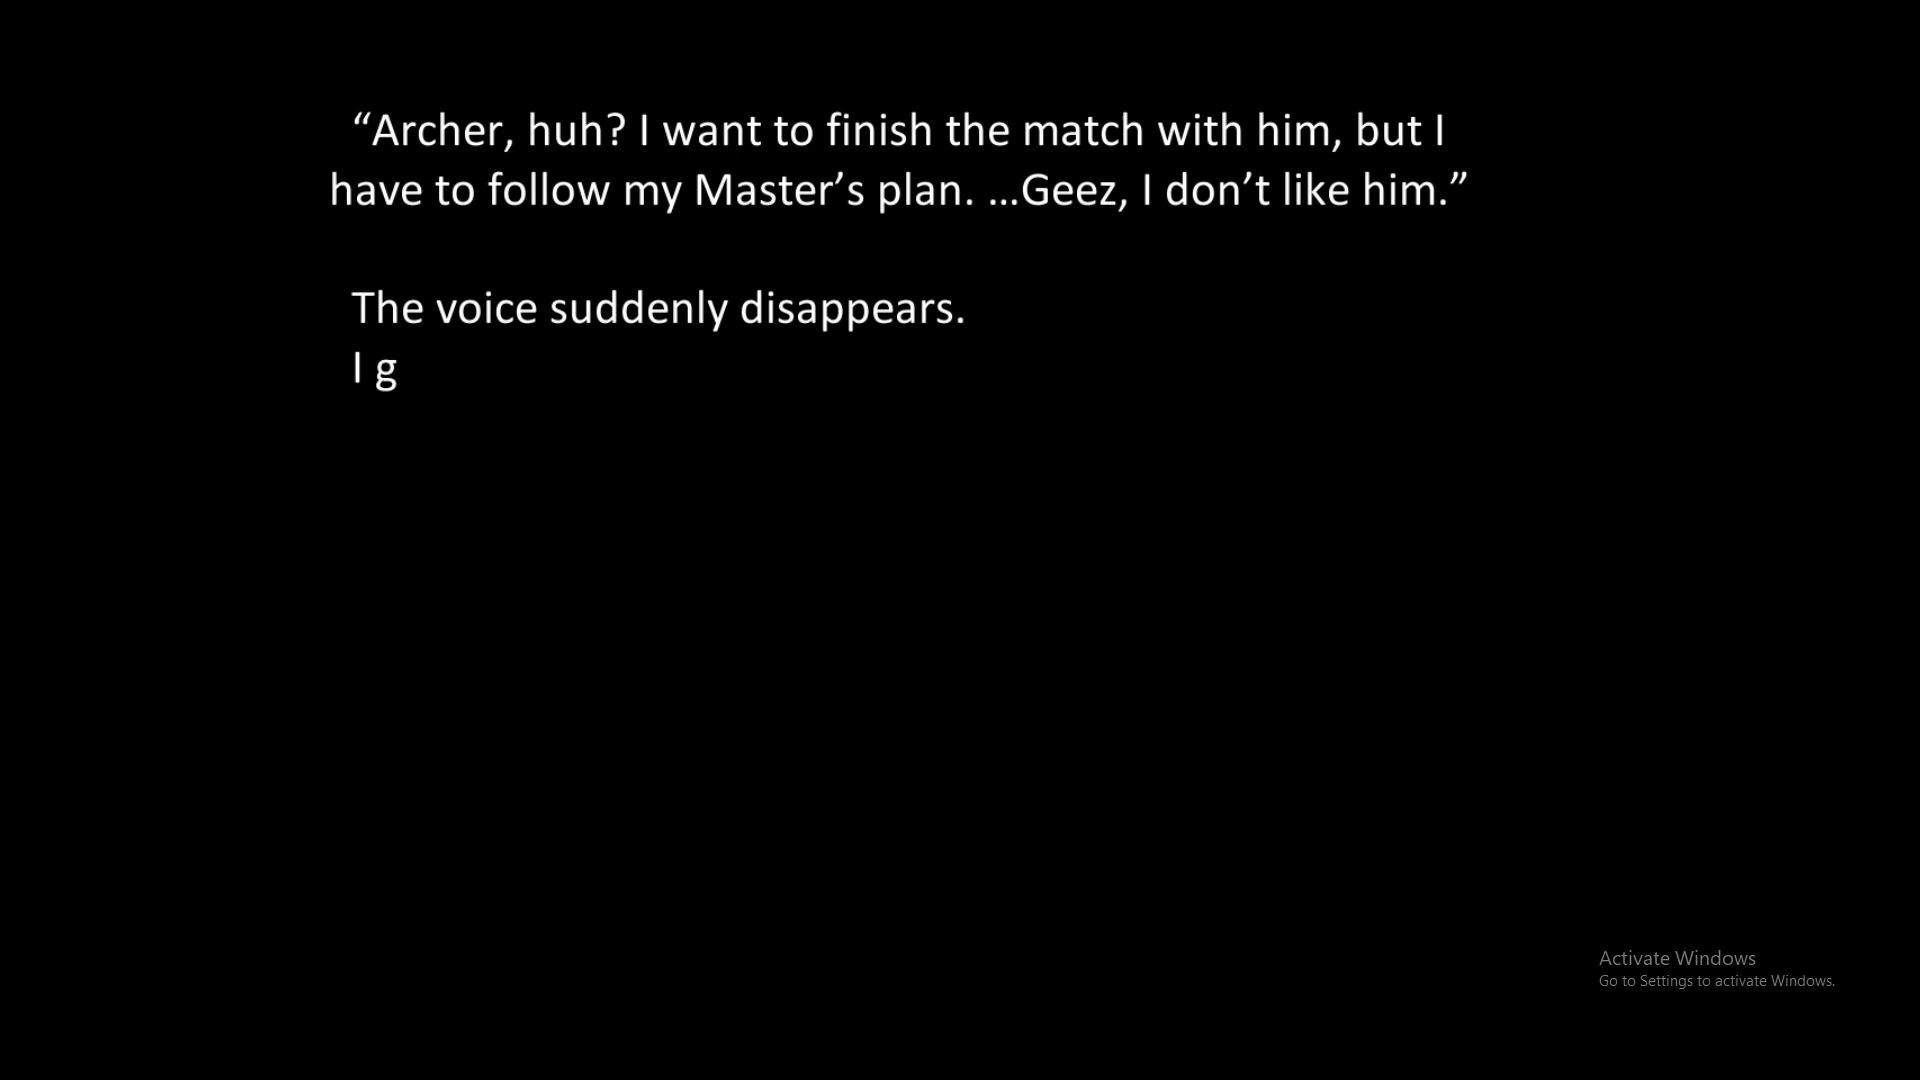 “Archer, huh? I want to finish the match with him, but I
have to follow my Master’s plan. …Geez, I don’t like him.”
The voice suddenly disappears.
I g
Activate Windows
Go to Settings to activate Windows.